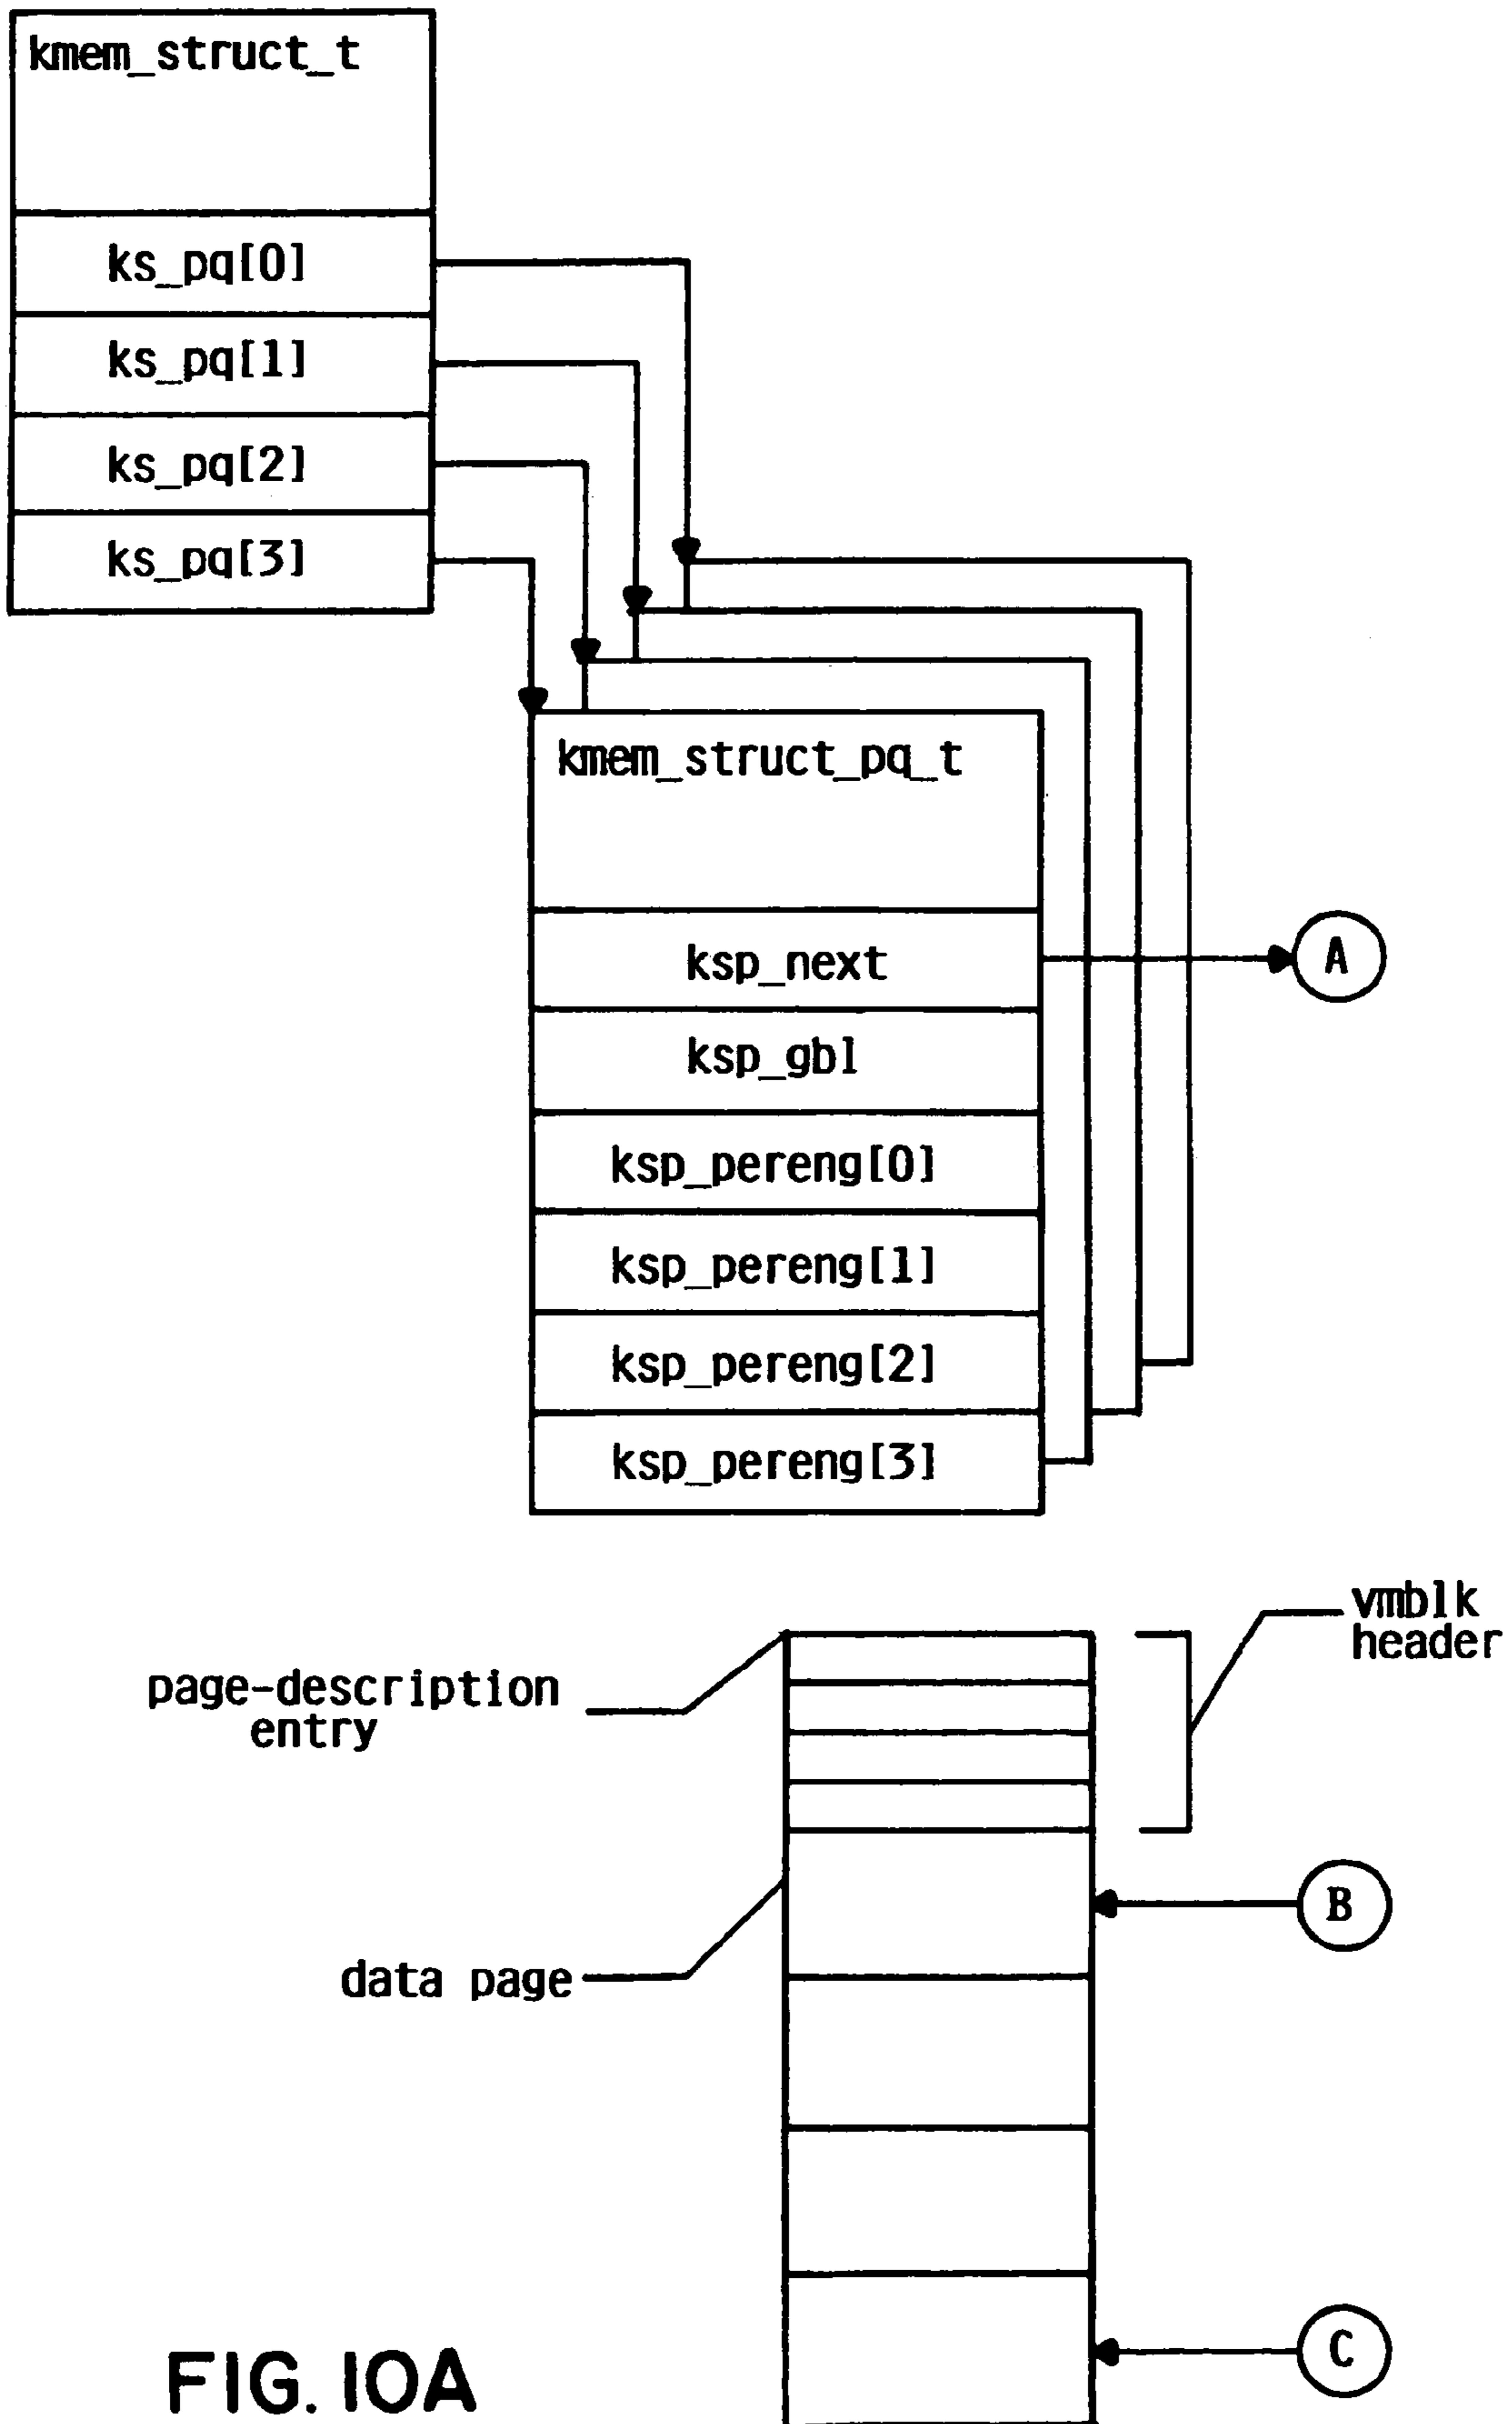 kmem_struct_t
ks_pq[0]
ks_pq[1]
ks_pq[2]
ks_pq[3]
kmem_struct_pq_t
ksp_next
A
ksp_gbl
ksp_pereng[0]
ksp_pereng[1]
ksp_pereng[2]
ksp_pereng[3]
vmblk
header
page-description
entry
B
data page
C
FIG. 10A